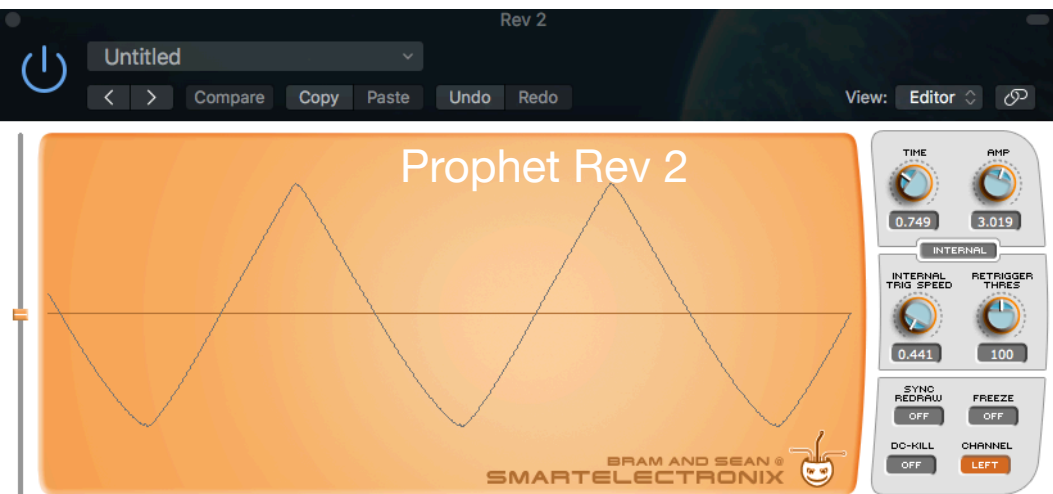 Rev 2
Untitled
Compare Copy Paste Undo Redo View: Editor
Prophet Rev 2
TIME AMP
0.749 3.019
INTERNAL
INTERNAL TRIG SPEED
RETRIGGER THRES
0.441 100
SYNC REDRAW
FREEZE
OFF OFF
DC-KILL CHANNEL
OFF LEFT
BRAM AND SEAN @
SMARTELECTRONIX